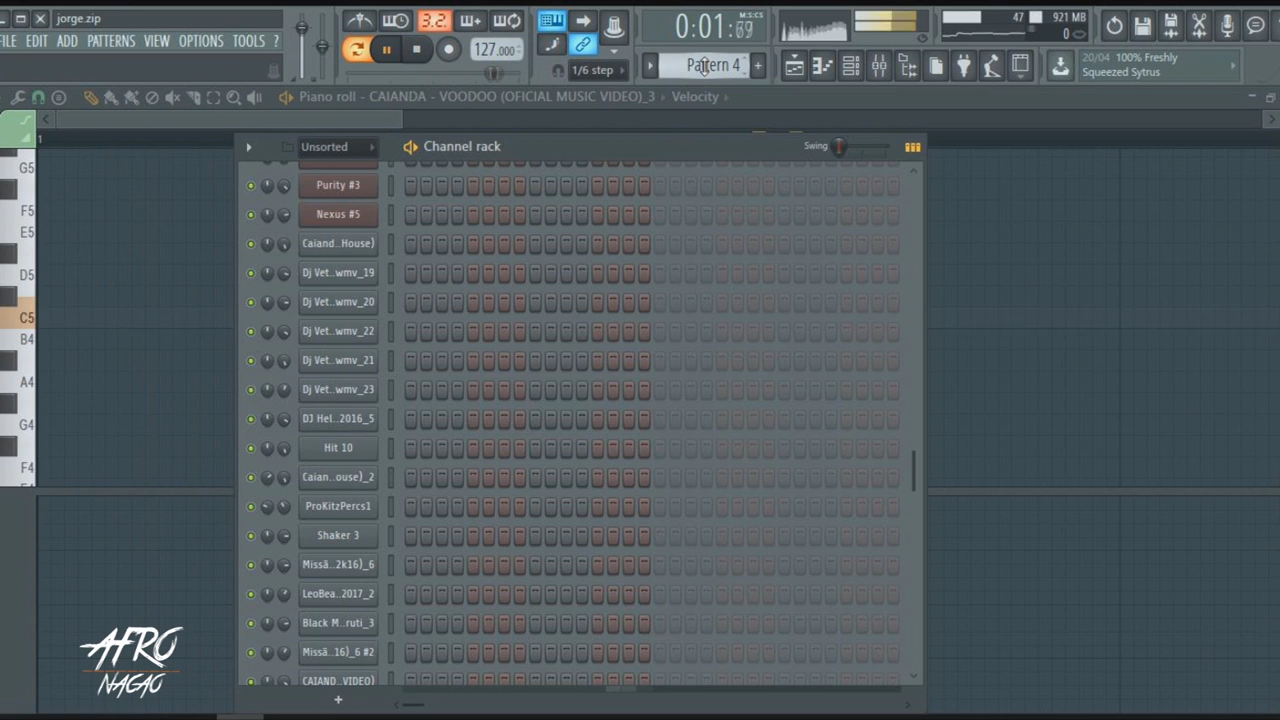 jorge.zip
FILE EDIT ADD PATTERNS VIEW OPTIONS TOOLS ?
3.2
127.000
1/6 step
0:01:69
M:S:CS
Pattern 4
47
921 MB
0
20/04 100% Freshly
Squeezed Sytrus
Piano roll - CAIANDA - VOODOO (OFICIAL MUSIC VIDEO)_3 Velocity
1
Unsorted
Channel rack
Swing
Purity #3
Nexus #5
Caiand..House)
Dj Vet..wmv_19
Dj Vet..wmv_20
Dj Vet..wmv_22
Dj Vet..wmv_21
Dj Vet..wmv_23
DJ Hel..2016_5
Hit 10
Caian..ouse)_2
ProKitzPercs1
Shaker 3
Missã..2k16)_6
LeoBea..2017_2
Black M..ruti_3
Missã..16)_6 #2
CAIAND..VIDEO)
+
G5
F5
E5
D5
C5
B4
A4
G4
F4
AFRO
NAGAO